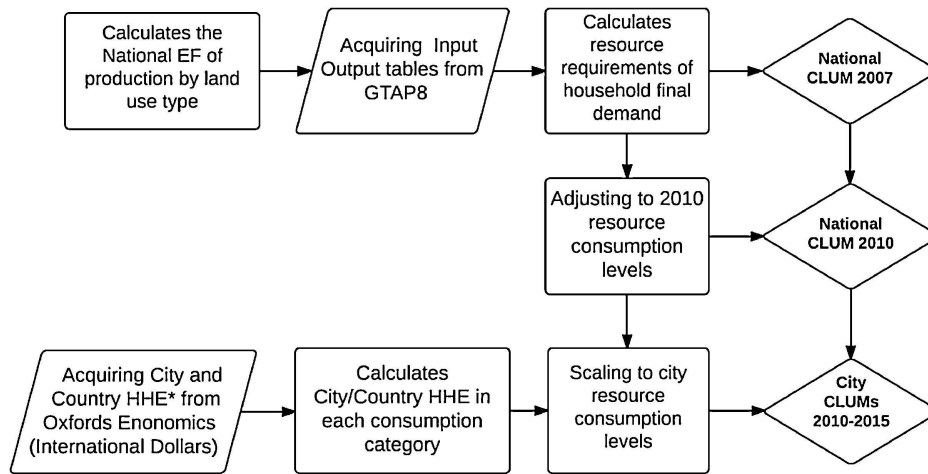 Calculates the
National EF of
production by land
use type
Acquiring Input
Output tables from
GTAP8
Calculates
resource
requirements of
household final
demand
National
CLUM 2007
Adjusting to 2010
resource
consumption
levels
National
CLUM 2010
Acquiring City and
Country HHE* from
Oxfords Enonomics
(International Dollars)
Calculates
City/Country HHE in
each consumption
category
Scaling to city
resource
consumption
levels
City
CLUMs
2010-2015